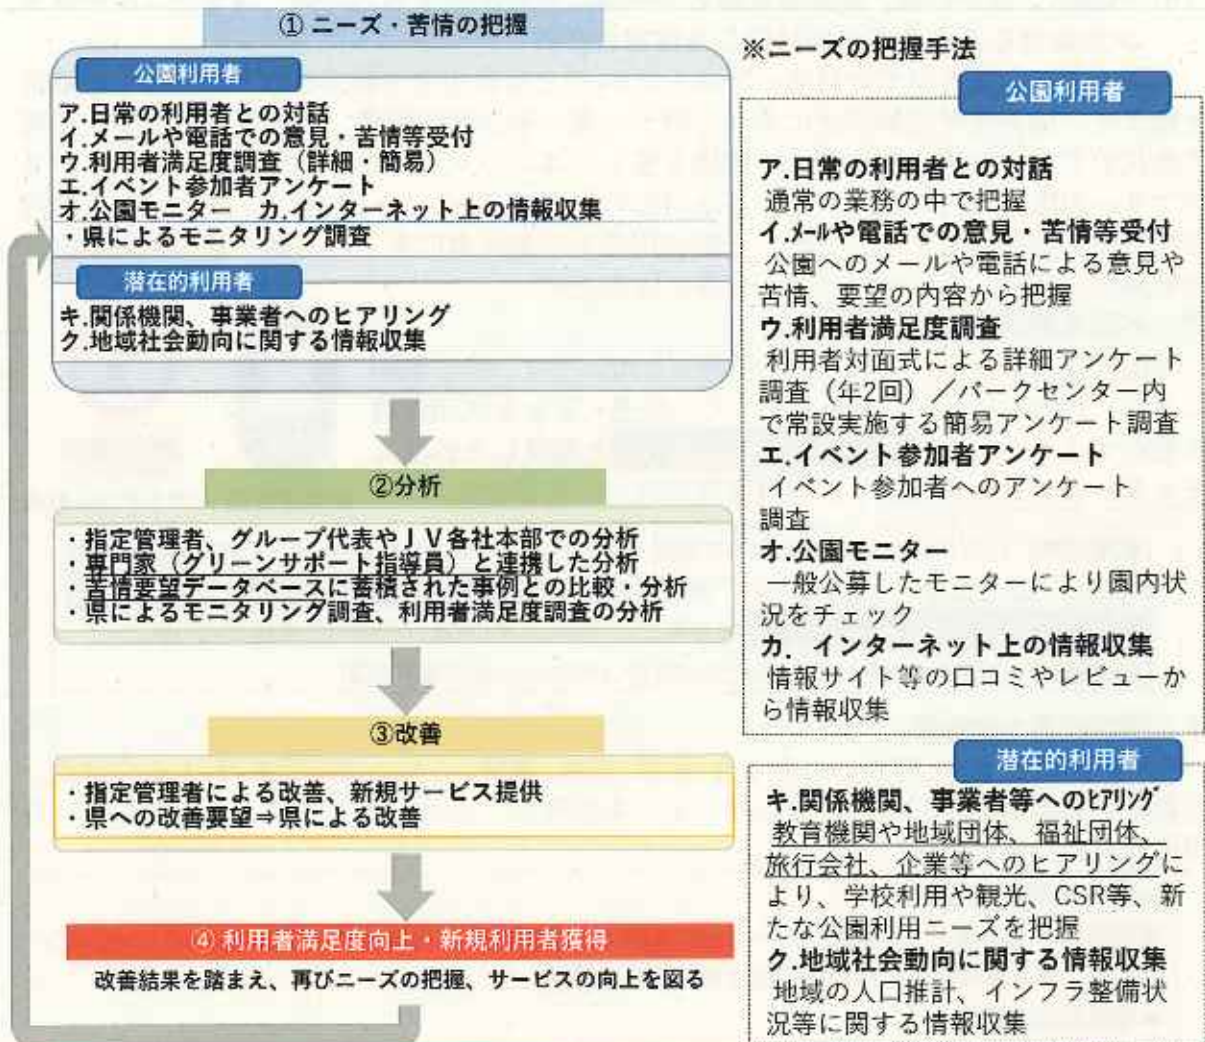 ① ニーズ・苦情の把握
公園利用者
ア.日常の利用者との対話
イ.メールや電話での意見・苦情等受付
ウ.利用者満足度調査（詳細・簡易）
エ.イベント参加者アンケート
オ.公園モニター　カ.インターネット上の情報収集
・県によるモニタリング調査
潜在的利用者
キ.関係機関、事業者へのヒアリング
ク.地域社会動向に関する情報収集
②分析
・指定管理者、グループ代表やＪＶ各社本部での分析
・専門家（グリーンサポート指導員）と連携した分析
・苦情要望データベースに蓄積された事例との比較・分析
・県によるモニタリング調査、利用者満足度調査の分析
③改善
・指定管理者による改善、新規サービス提供
・県への改善要望⇒県による改善
④ 利用者満足度向上・新規利用者獲得
改善結果を踏まえ、再びニーズの把握、サービスの向上を図る
※ニーズの把握手法
公園利用者
ア.日常の利用者との対話
通常の業務の中で把握
イ.ﾒｰﾙや電話での意見・苦情等受付
公園へのメールや電話による意見や
苦情、要望の内容から把握
ウ.利用者満足度調査
利用者対面式による詳細アンケート
調査（年2回）／パークセンター内
で常設実施する簡易アンケート調査
エ.イベント参加者アンケート
イベント参加者へのアンケート
調査
オ.公園モニター
一般公募したモニターにより園内状
況をチェック
カ．インターネット上の情報収集
情報サイト等の口コミやレビューか
ら情報収集
潜在的利用者
キ.関係機関、事業者等へのﾋｱﾘﾝｸﾞ
教育機関や地域団体、福祉団体、
旅行会社、企業等へのヒアリングに
より、学校利用や観光、CSR等、新
たな公園利用ニーズを把握
ク.地域社会動向に関する情報収集
地域の人口推計、インフラ整備状
況等に関する情報収集